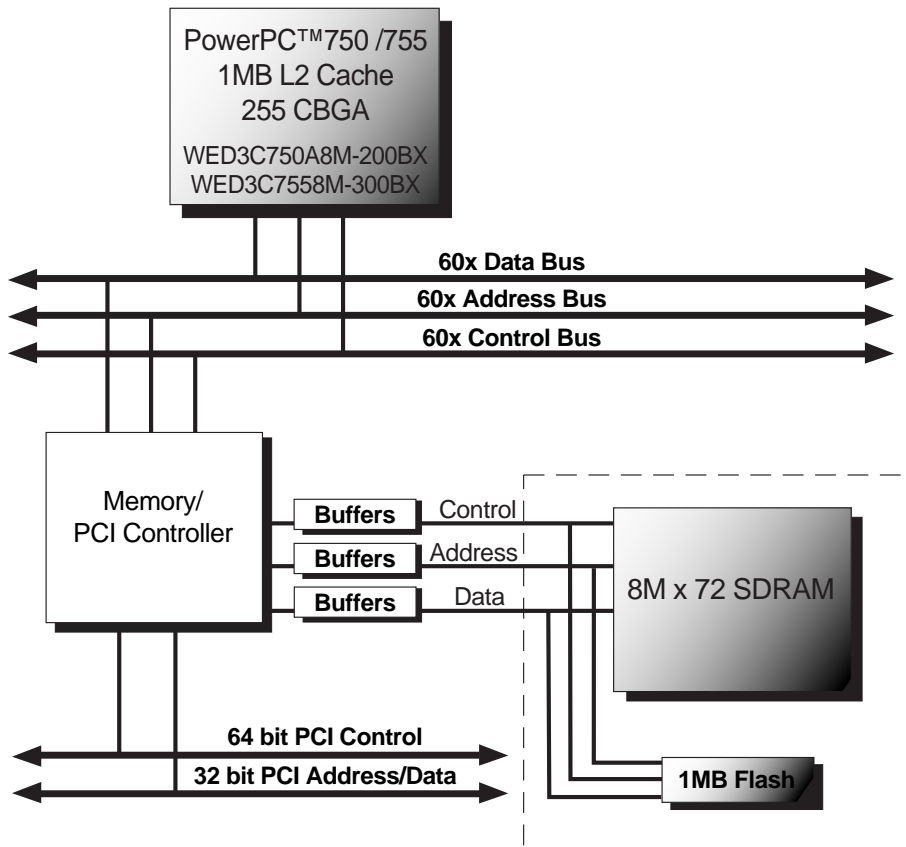 PowerPC™750 /755
1MB L2 Cache
255 CBGA
WED3C750A8M-200BX
WED3C7558M-300BX
60x Data Bus
60x Address Bus
60x Control Bus
Memory/
PCI Controller
Buffers
Control
Buffers
Address
Buffers
Data
8M x 72 SDRAM
64 bit PCI Control
32 bit PCI Address/Data
1MB Flash